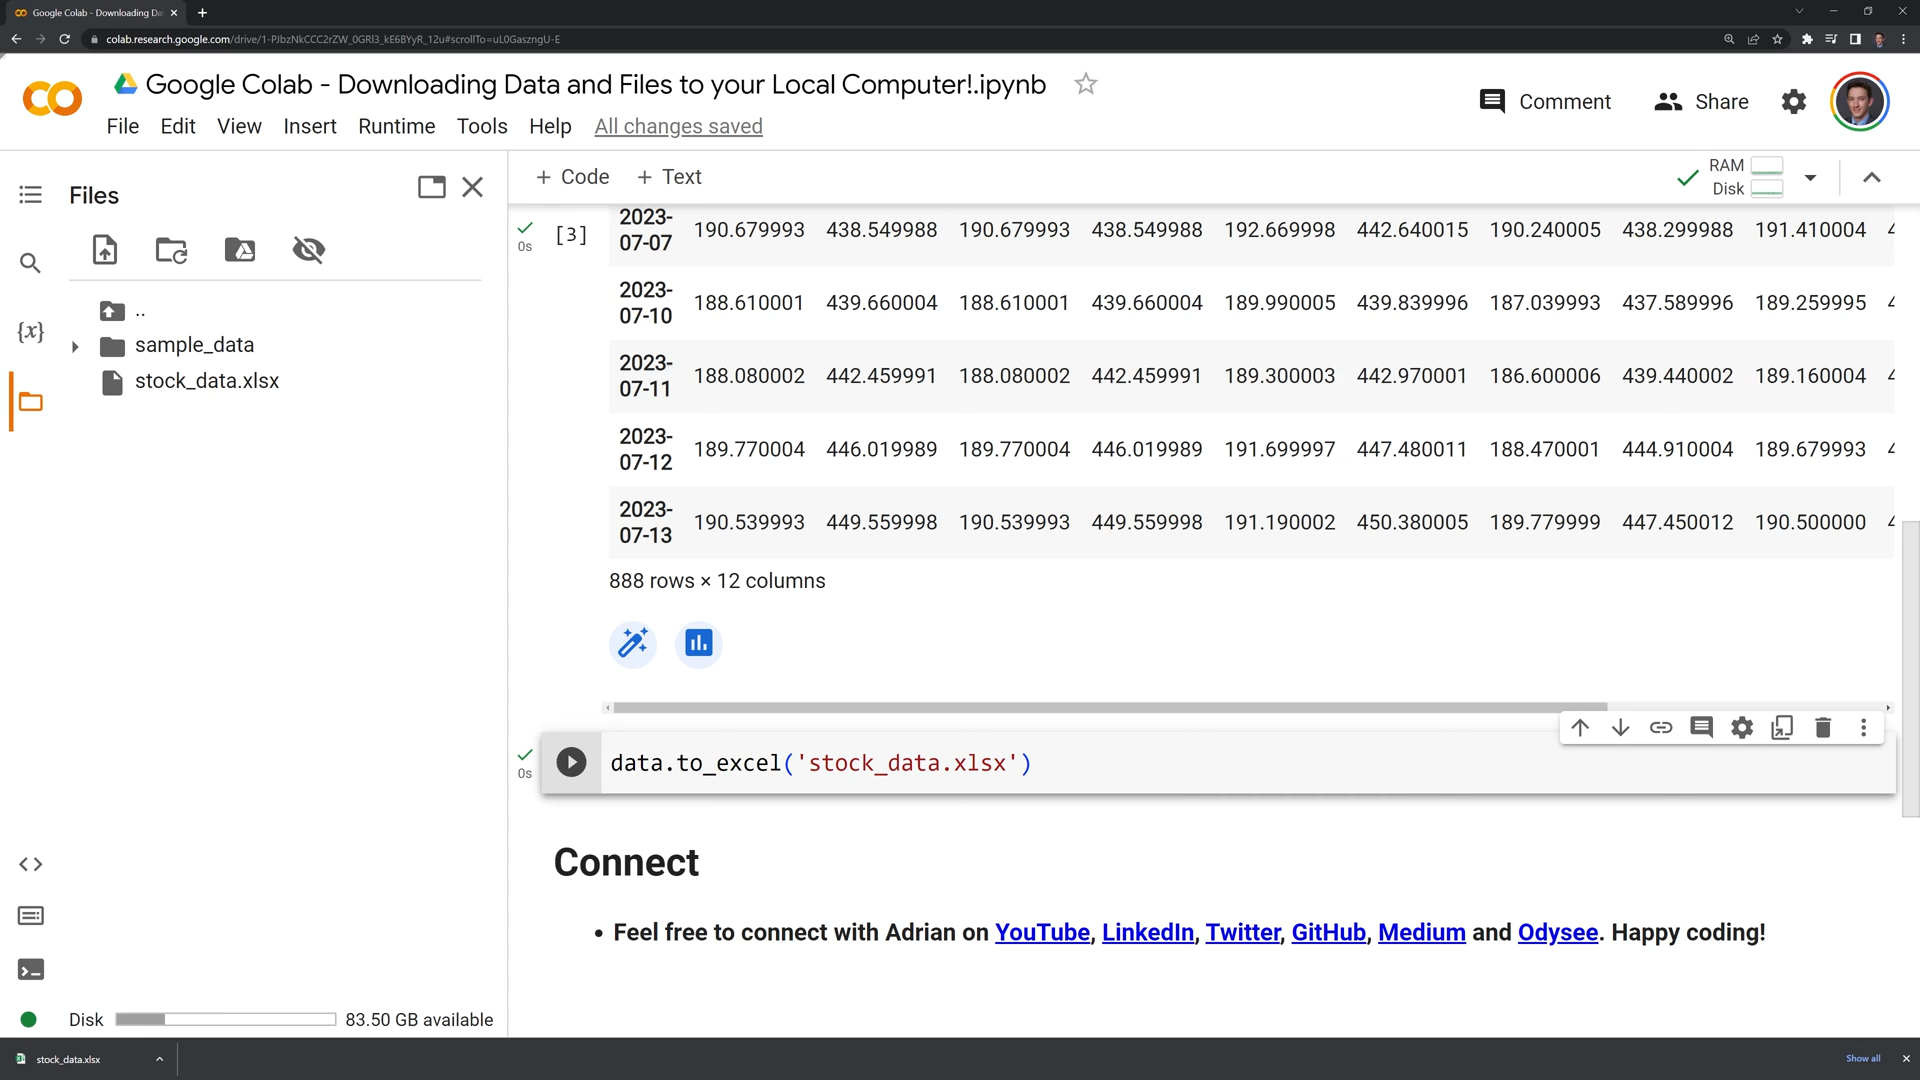 Google Colab - Downloading Da
colab.research.google.com/drive/1-PJbzNkCCC2rZW_0GRl3_kE6BYyR_12u#scrollTo=uL0GaszngU-E
Google Colab - Downloading Data and Files to your Local Computer!.ipynb
Comment
Share
File Edit View Insert Runtime Tools Help All changes saved
Files
+ Code + Text
RAM
Disk
..
sample_data
stock_data.xlsx
{x}
0s
[3]
2023-07-07 190.679993 438.549988 190.679993 438.549988 192.669998 442.640015 190.240005 438.299988 191.410004
2023-07-10 188.610001 439.660004 188.610001 439.660004 189.990005 439.839996 187.039993 437.589996 189.259995
2023-07-11 188.080002 442.459991 188.080002 442.459991 189.300003 442.970001 186.600006 439.440002 189.160004
2023-07-12 189.770004 446.019989 189.770004 446.019989 191.699997 447.480011 188.470001 444.910004 189.679993
2023-07-13 190.539993 449.559998 190.539993 449.559998 191.190002 450.380005 189.779999 447.450012 190.500000
888 rows × 12 columns
0s
data.to_excel('stock_data.xlsx')
Connect
• Feel free to connect with Adrian on YouTube, LinkedIn, Twitter, GitHub, Medium and Odysee. Happy coding!
Disk 83.50 GB available
stock_data.xlsx
Show all